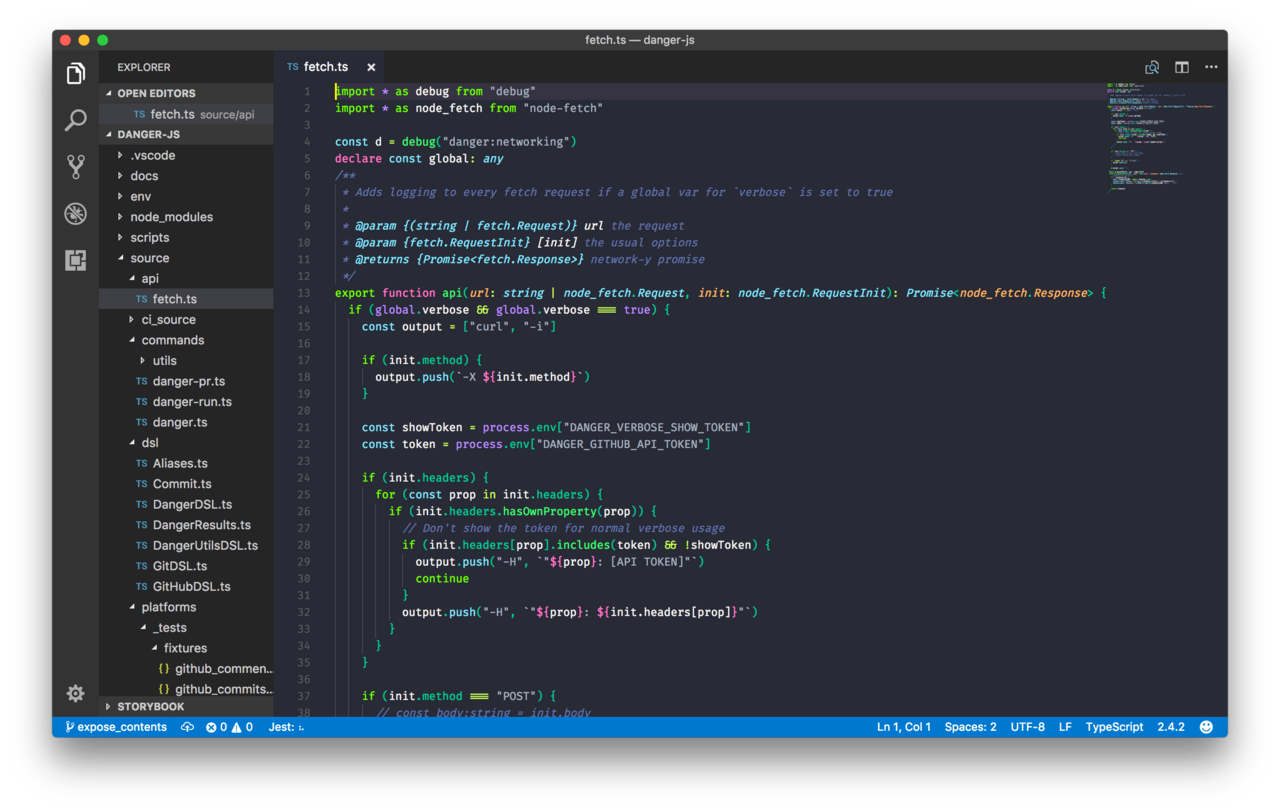 fetch.ts — danger-js
EXPLORER
OPEN EDITORS
TS fetch.ts source/api
DANGER-JS
.vscode
docs
env
node_modules
scripts
source
api
TS fetch.ts
ci_source
commands
utils
TS danger-pr.ts
TS danger-run.ts
TS danger.ts
dsl
TS Aliases.ts
TS Commit.ts
TS DangerDSL.ts
TS DangerResults.ts
TS DangerUtilsDSL.ts
TS GitDSL.ts
TS GitHubDSL.ts
platforms
_tests
fixtures
{} github_commen...
{} github_commits...
STORYBOOK
TS fetch.ts ×
1 import * as debug from "debug"
2 import * as node_fetch from "node-fetch"
3
4 const d = debug("danger:networking")
5 declare const global: any
6 /**
7 * Adds logging to every fetch request if a global var for `verbose` is set to true
8 *
9 * @param {(string | fetch.Request)} url the request
10 * @param {fetch.RequestInit} [init] the usual options
11 * @returns {Promise<fetch.Response>} network-y promise
12 */
13 export function api(url: string | node_fetch.Request, init: node_fetch.RequestInit): Promise<node_fetch.Response> {
14 if (global.verbose && global.verbose === true) {
15 const output = ["curl", "-i"]
16
17 if (init.method) {
18 output.push(`-X ${init.method}`)
19 }
20
21 const showToken = process.env["DANGER_VERBOSE_SHOW_TOKEN"]
22 const token = process.env["DANGER_GITHUB_API_TOKEN"]
23
24 if (init.headers) {
25 for (const prop in init.headers) {
26 if (init.headers.hasOwnProperty(prop)) {
27 // Don't show the token for normal verbose usage
28 if (init.headers[prop].includes(token) && !showToken) {
29 output.push("-H", `"${prop}: [API TOKEN]"`)
30 continue
31 }
32 output.push("-H", `"${prop}: ${init.headers[prop]}"`)
33 }
34 }
35 }
36
37 if (init.method === "POST") {
38 // const body:string = init.body
expose_contents 0 0 Jest: :.
Ln 1, Col 1 Spaces: 2 UTF-8 LF TypeScript 2.4.2